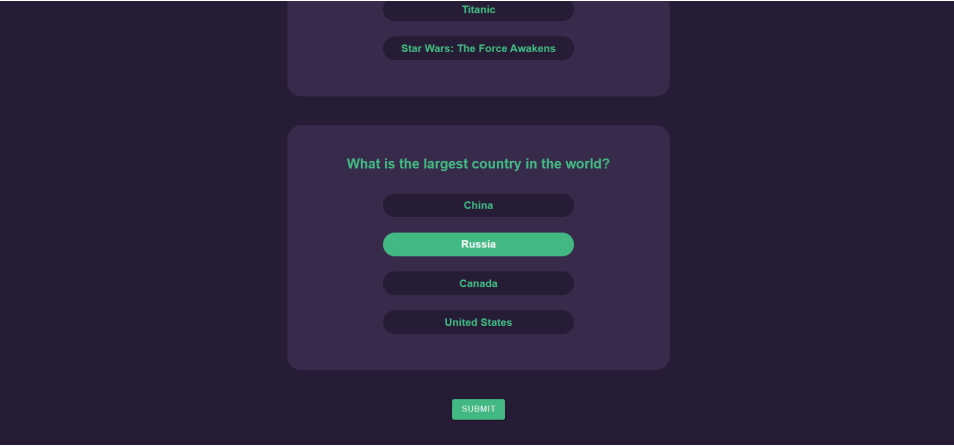 Titanic
Star Wars: The Force Awakens
What is the largest country in the world?
China
Russia
Canada
United States
SUBMIT